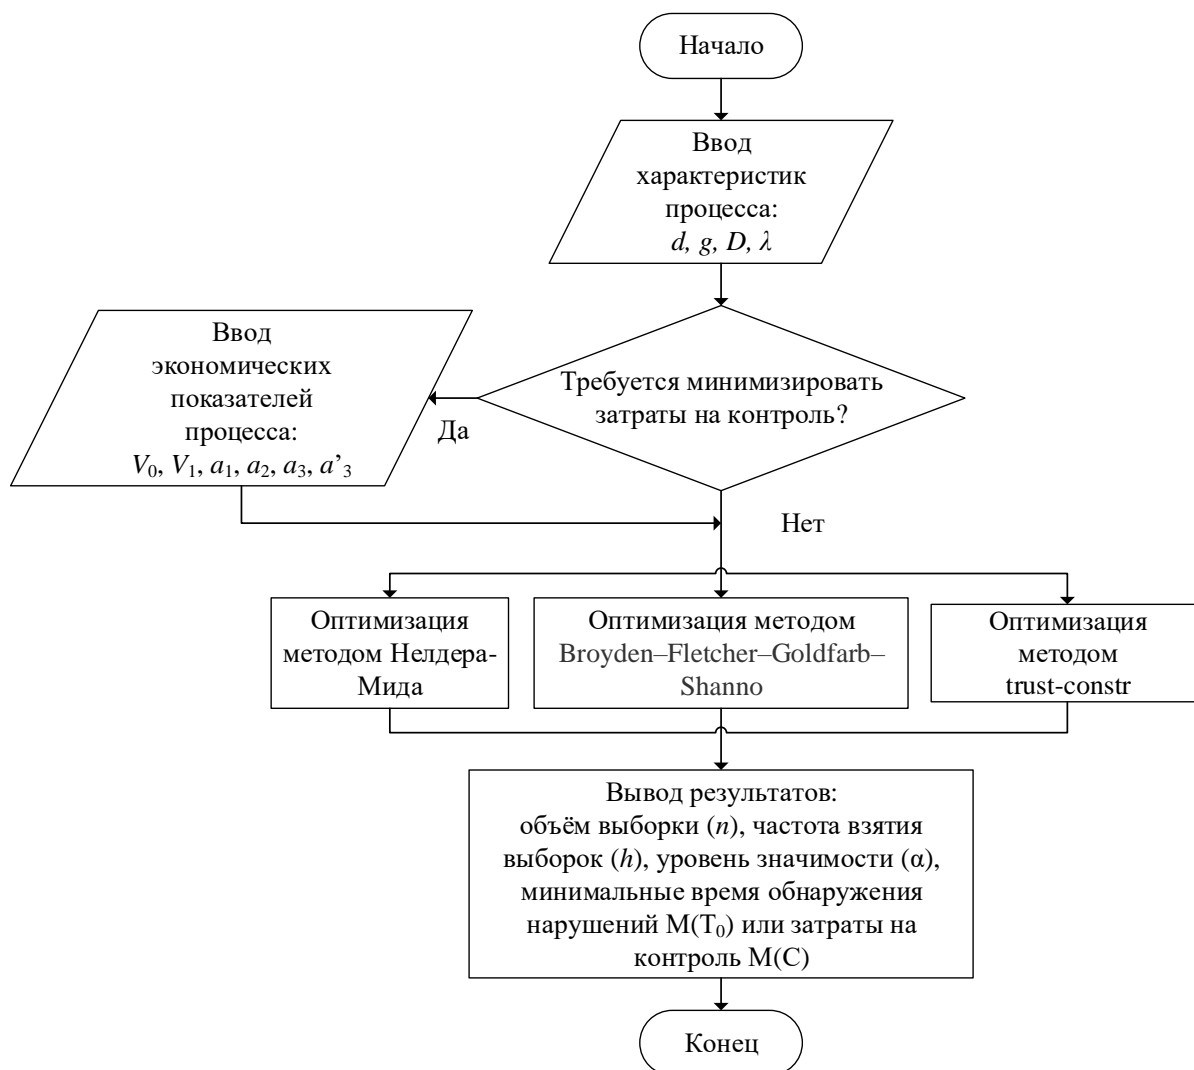 Начало
Ввод
характеристик
процесса:
d, g, D, λ
Ввод
экономических
показателей
процесса:
V₀, V₁, a₁, a₂, a₃, a’₃
Требуется минимизировать
затраты на контроль?
Да
Нет
Оптимизация
методом Нелдера-
Мида
Оптимизация методом
Broyden–Fletcher–Goldfarb–
Shanno
Оптимизация
методом
trust-constr
Вывод результатов:
объём выборки (n), частота взятия
выборок (h), уровень значимости (α),
минимальные время обнаружения
нарушений M(T₀) или затраты на
контроль M(C)
Конец